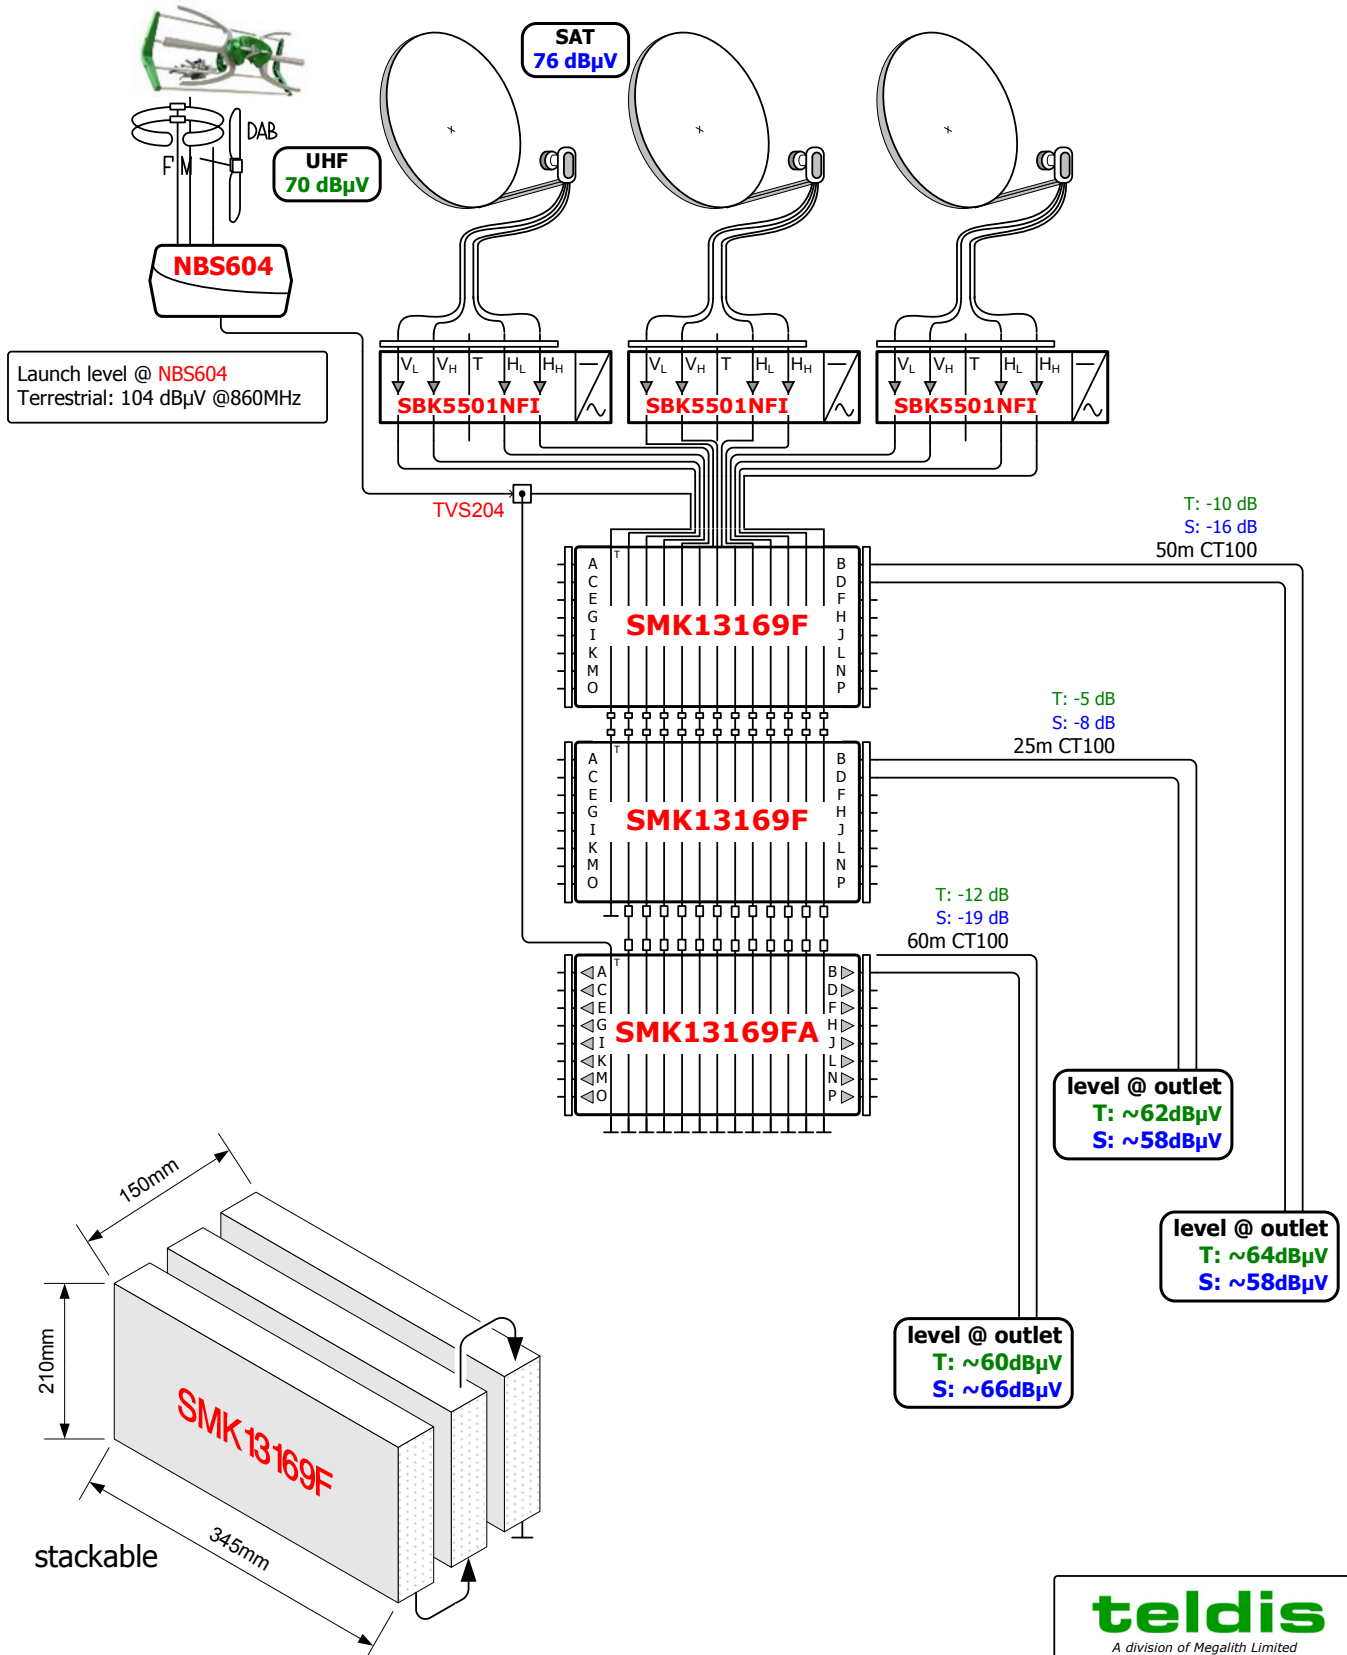 SAT
76 dBµV
DAB
FM
UHF
70 dBµV
NBS604
Launch level @ NBS604
Terrestrial: 104 dBµV @860MHz
VL VH T HL HH
SBK5501NFI
VL VH T HL HH
SBK5501NFI
VL VH T HL HH
SBK5501NFI
TVS204
T: -10 dB
S: -16 dB
50m CT100
T
A B
C D
E F
G H
I J
K L
M N
O P
SMK13169F
T: -5 dB
S: -8 dB
25m CT100
T
A B
C D
E F
G H
I J
K L
M N
O P
SMK13169F
T: -12 dB
S: -19 dB
60m CT100
T
A B
C D
E F
G H
I J
K L
M N
O P
SMK13169FA
level @ outlet
T: ~62dBµV
S: ~58dBµV
level @ outlet
T: ~64dBµV
S: ~58dBµV
level @ outlet
T: ~60dBµV
S: ~66dBµV
150mm
210mm
SMK13169F
345mm
stackable
teldis
A division of Megalith Limited